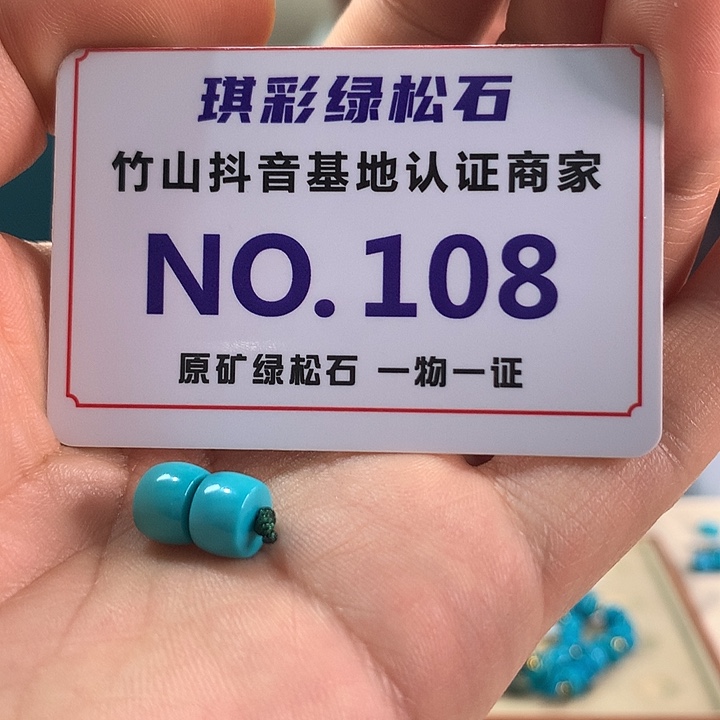 琪彩绿松石
竹山抖音基地认证商家
NO.108
原矿绿松石 一物一证